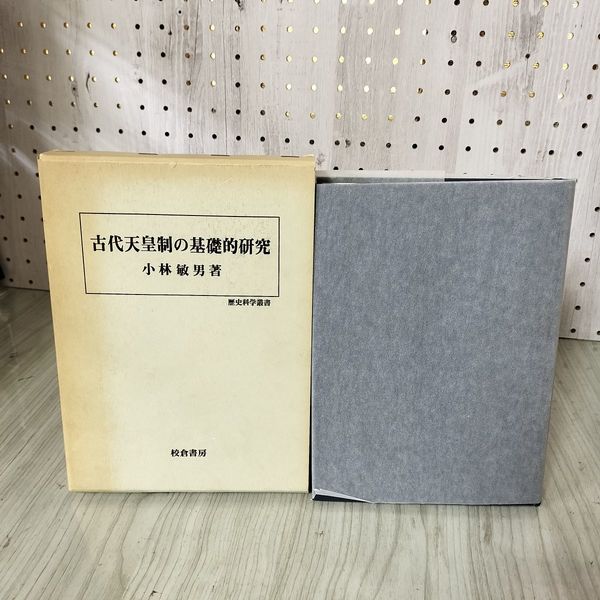 古代天皇制の基礎的研究
小林敏男著
歴史科学叢書
校倉書房